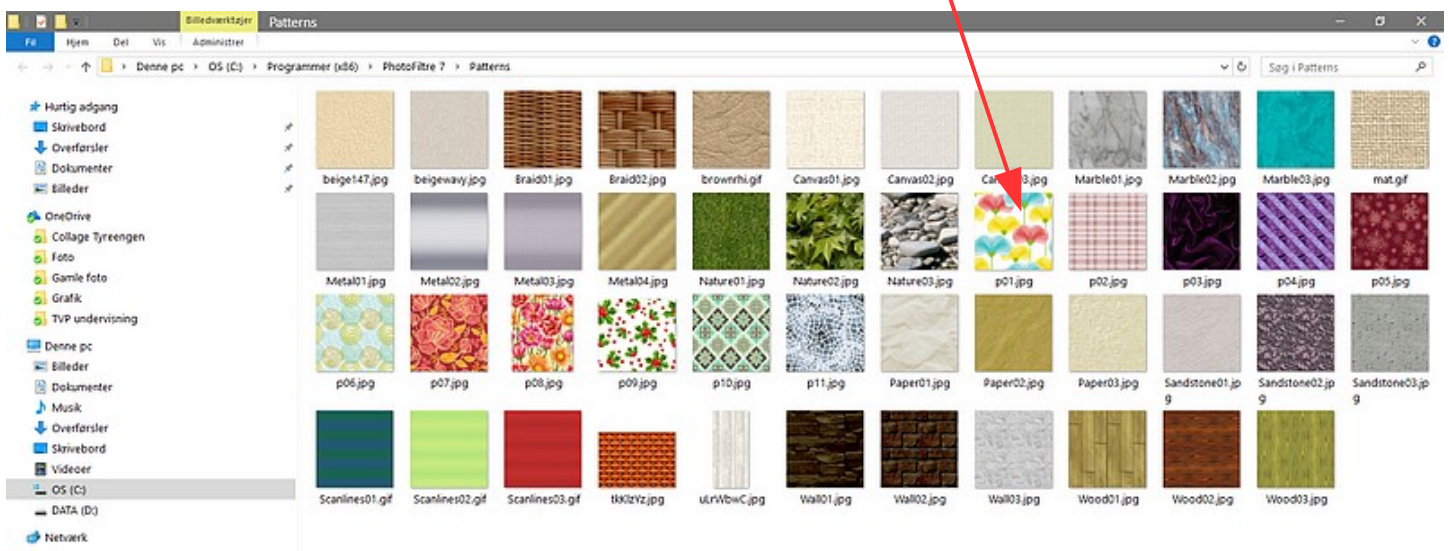 Billedværktøjer Patterns
Fil Hjem Del Vis Administrer
Denne pc › OS (C:) › Programmer (x86) › PhotoFiltre 7 › Patterns
Søg i Patterns
Hurtig adgang
Skrivebord
Overførsler
Dokumenter
Billeder
OneDrive
Collage Tyreengen
Foto
Gamle foto
Grafik
TVP undervisning
Denne pc
Billeder
Dokumenter
Musik
Overførsler
Skrivebord
Videoer
OS (C:)
DATA (D:)
Netværk
beige147.jpg beigewavy.jpg Braid01.jpg Braid02.jpg brownrhi.gif Canvas01.jpg Canvas02.jpg Canvas03.jpg Marble01.jpg Marble02.jpg Marble03.jpg mat.gif
Metal01.jpg Metal02.jpg Metal03.jpg Metal04.jpg Nature01.jpg Nature02.jpg Nature03.jpg p01.jpg p02.jpg p03.jpg p04.jpg p05.jpg
p06.jpg p07.jpg p08.jpg p09.jpg p10.jpg p11.jpg Paper01.jpg Paper02.jpg Paper03.jpg Sandstone01.jp Sandstone02.jp Sandstone03.jp
g g g
Scanlines01.gif Scanlines02.gif Scanlines03.gif tkKlzYz.jpg uLrWbwC.jpg Wall01.jpg Wall02.jpg Wall03.jpg Wood01.jpg Wood02.jpg Wood03.jpg